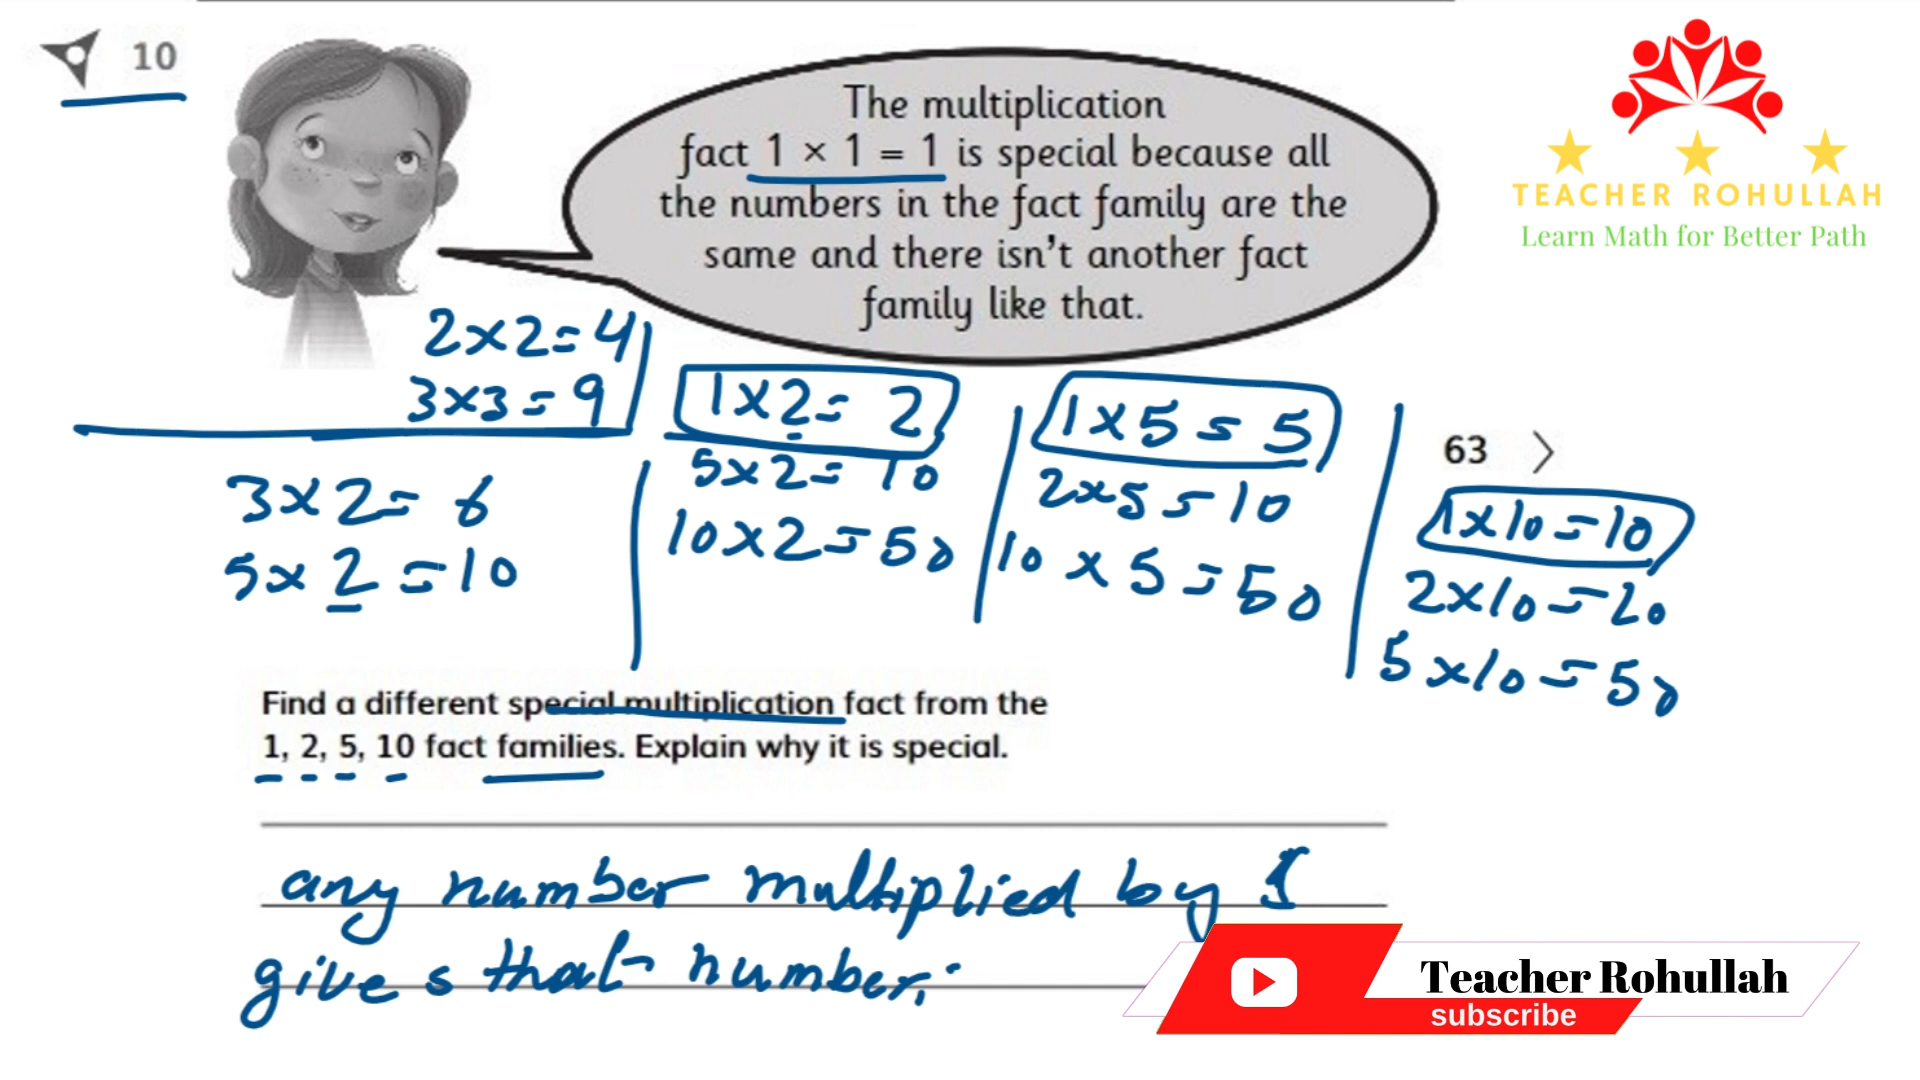 10
The multiplication
fact 1 × 1 = 1 is special because all
the numbers in the fact family are the
same and there isn't another fact
family like that.
TEACHER ROHULLAH
Learn Math for Better Path
2×2=4
3×3=9
3×2=6
5×2=10
1×2=2
5×2=10
10×2=50
1×5=5
2×5=10
10×5=50
63
1×10=10
2×10=20
5×10=50
Find a different special multiplication fact from the
1, 2, 5, 10 fact families. Explain why it is special.
any number multiplied by 1
gives that number.
Teacher Rohullah
subscribe